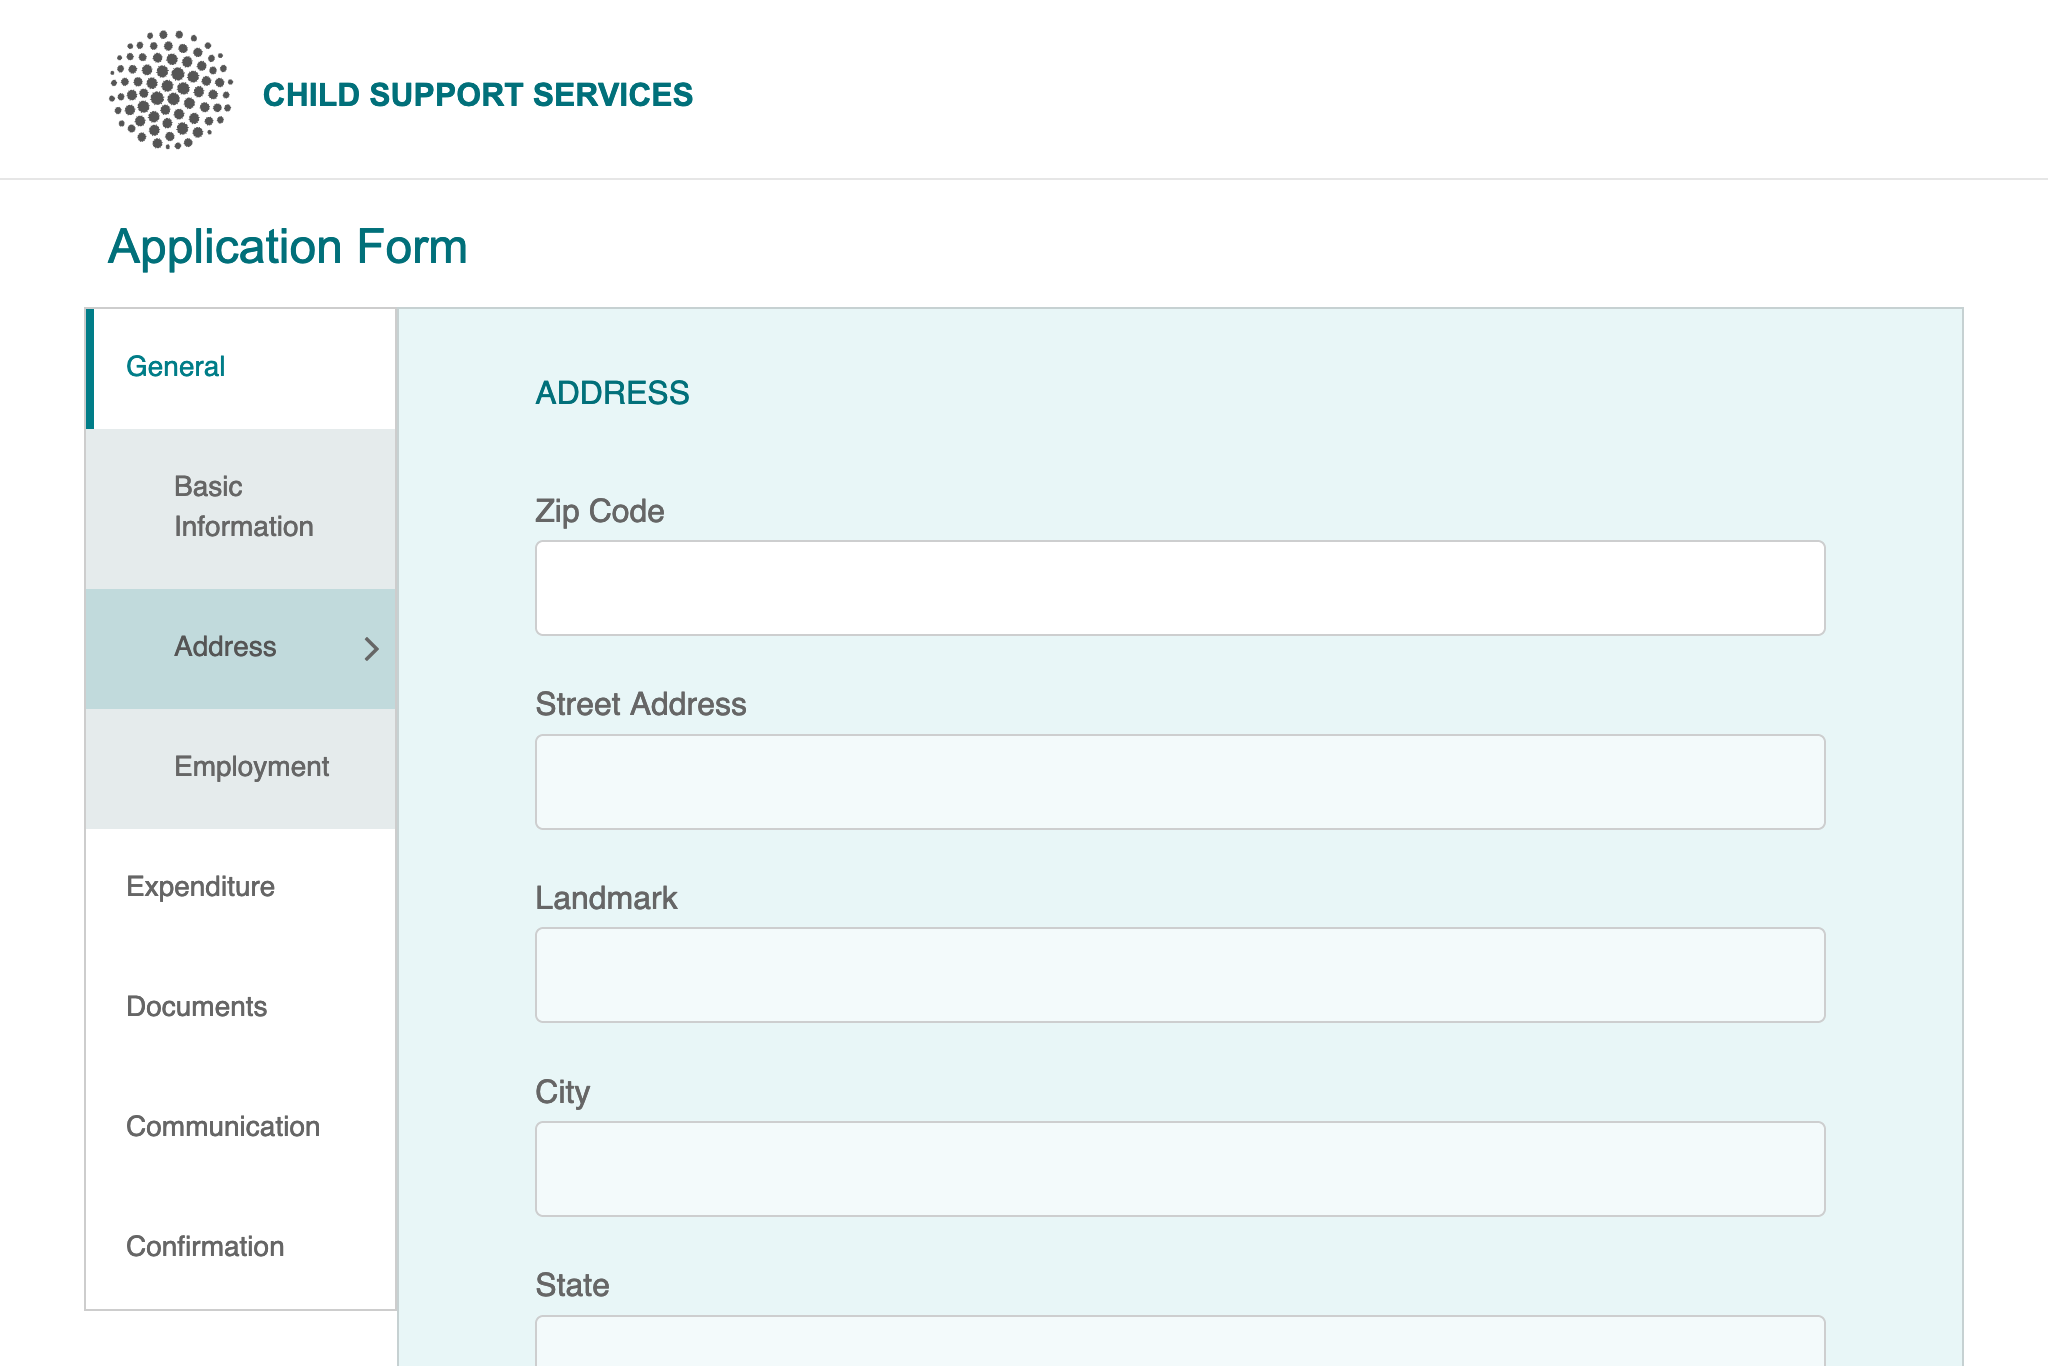 CHILD SUPPORT SERVICES
Application Form
General
Basic
Information
Address
Employment
Expenditure
Documents
Communication
Confirmation
ADDRESS
Zip Code
Street Address
Landmark
City
State